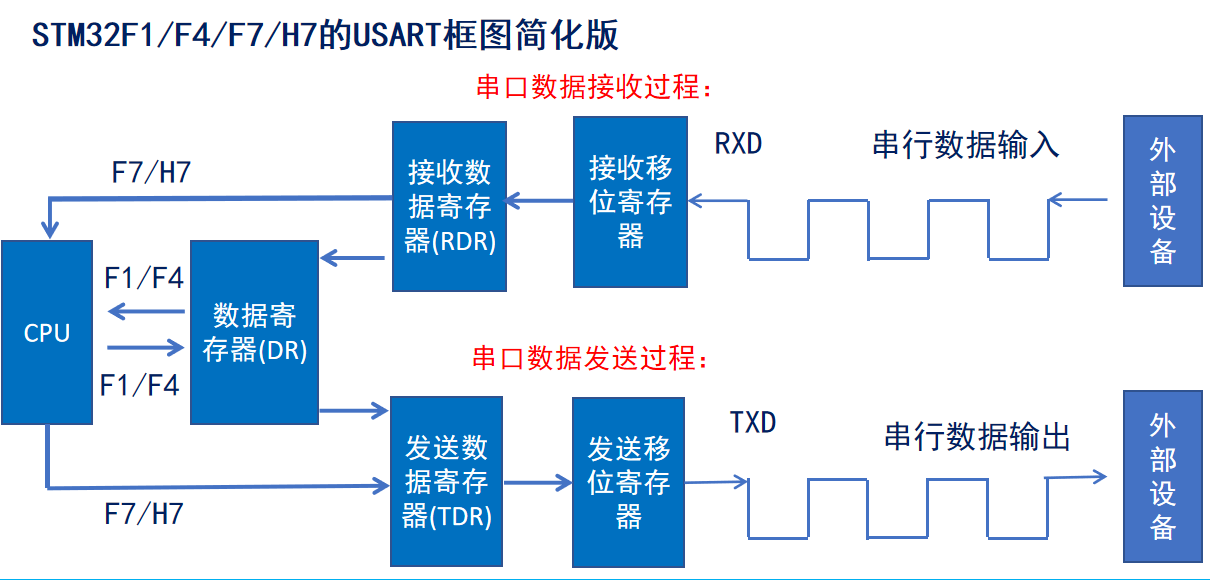 STM32F1/F4/F7/H7的USART框图简化版
串口数据接收过程：
F7/H7
接收数
据寄存
器(RDR)
接收移
位寄存
器
RXD
串行数据输入
外
部
设
备
CPU
F1/F4
F1/F4
数据寄
存器(DR)
串口数据发送过程：
F7/H7
发送数
据寄存
器(TDR)
发送移
位寄存
器
TXD
串行数据输出
外
部
设
备